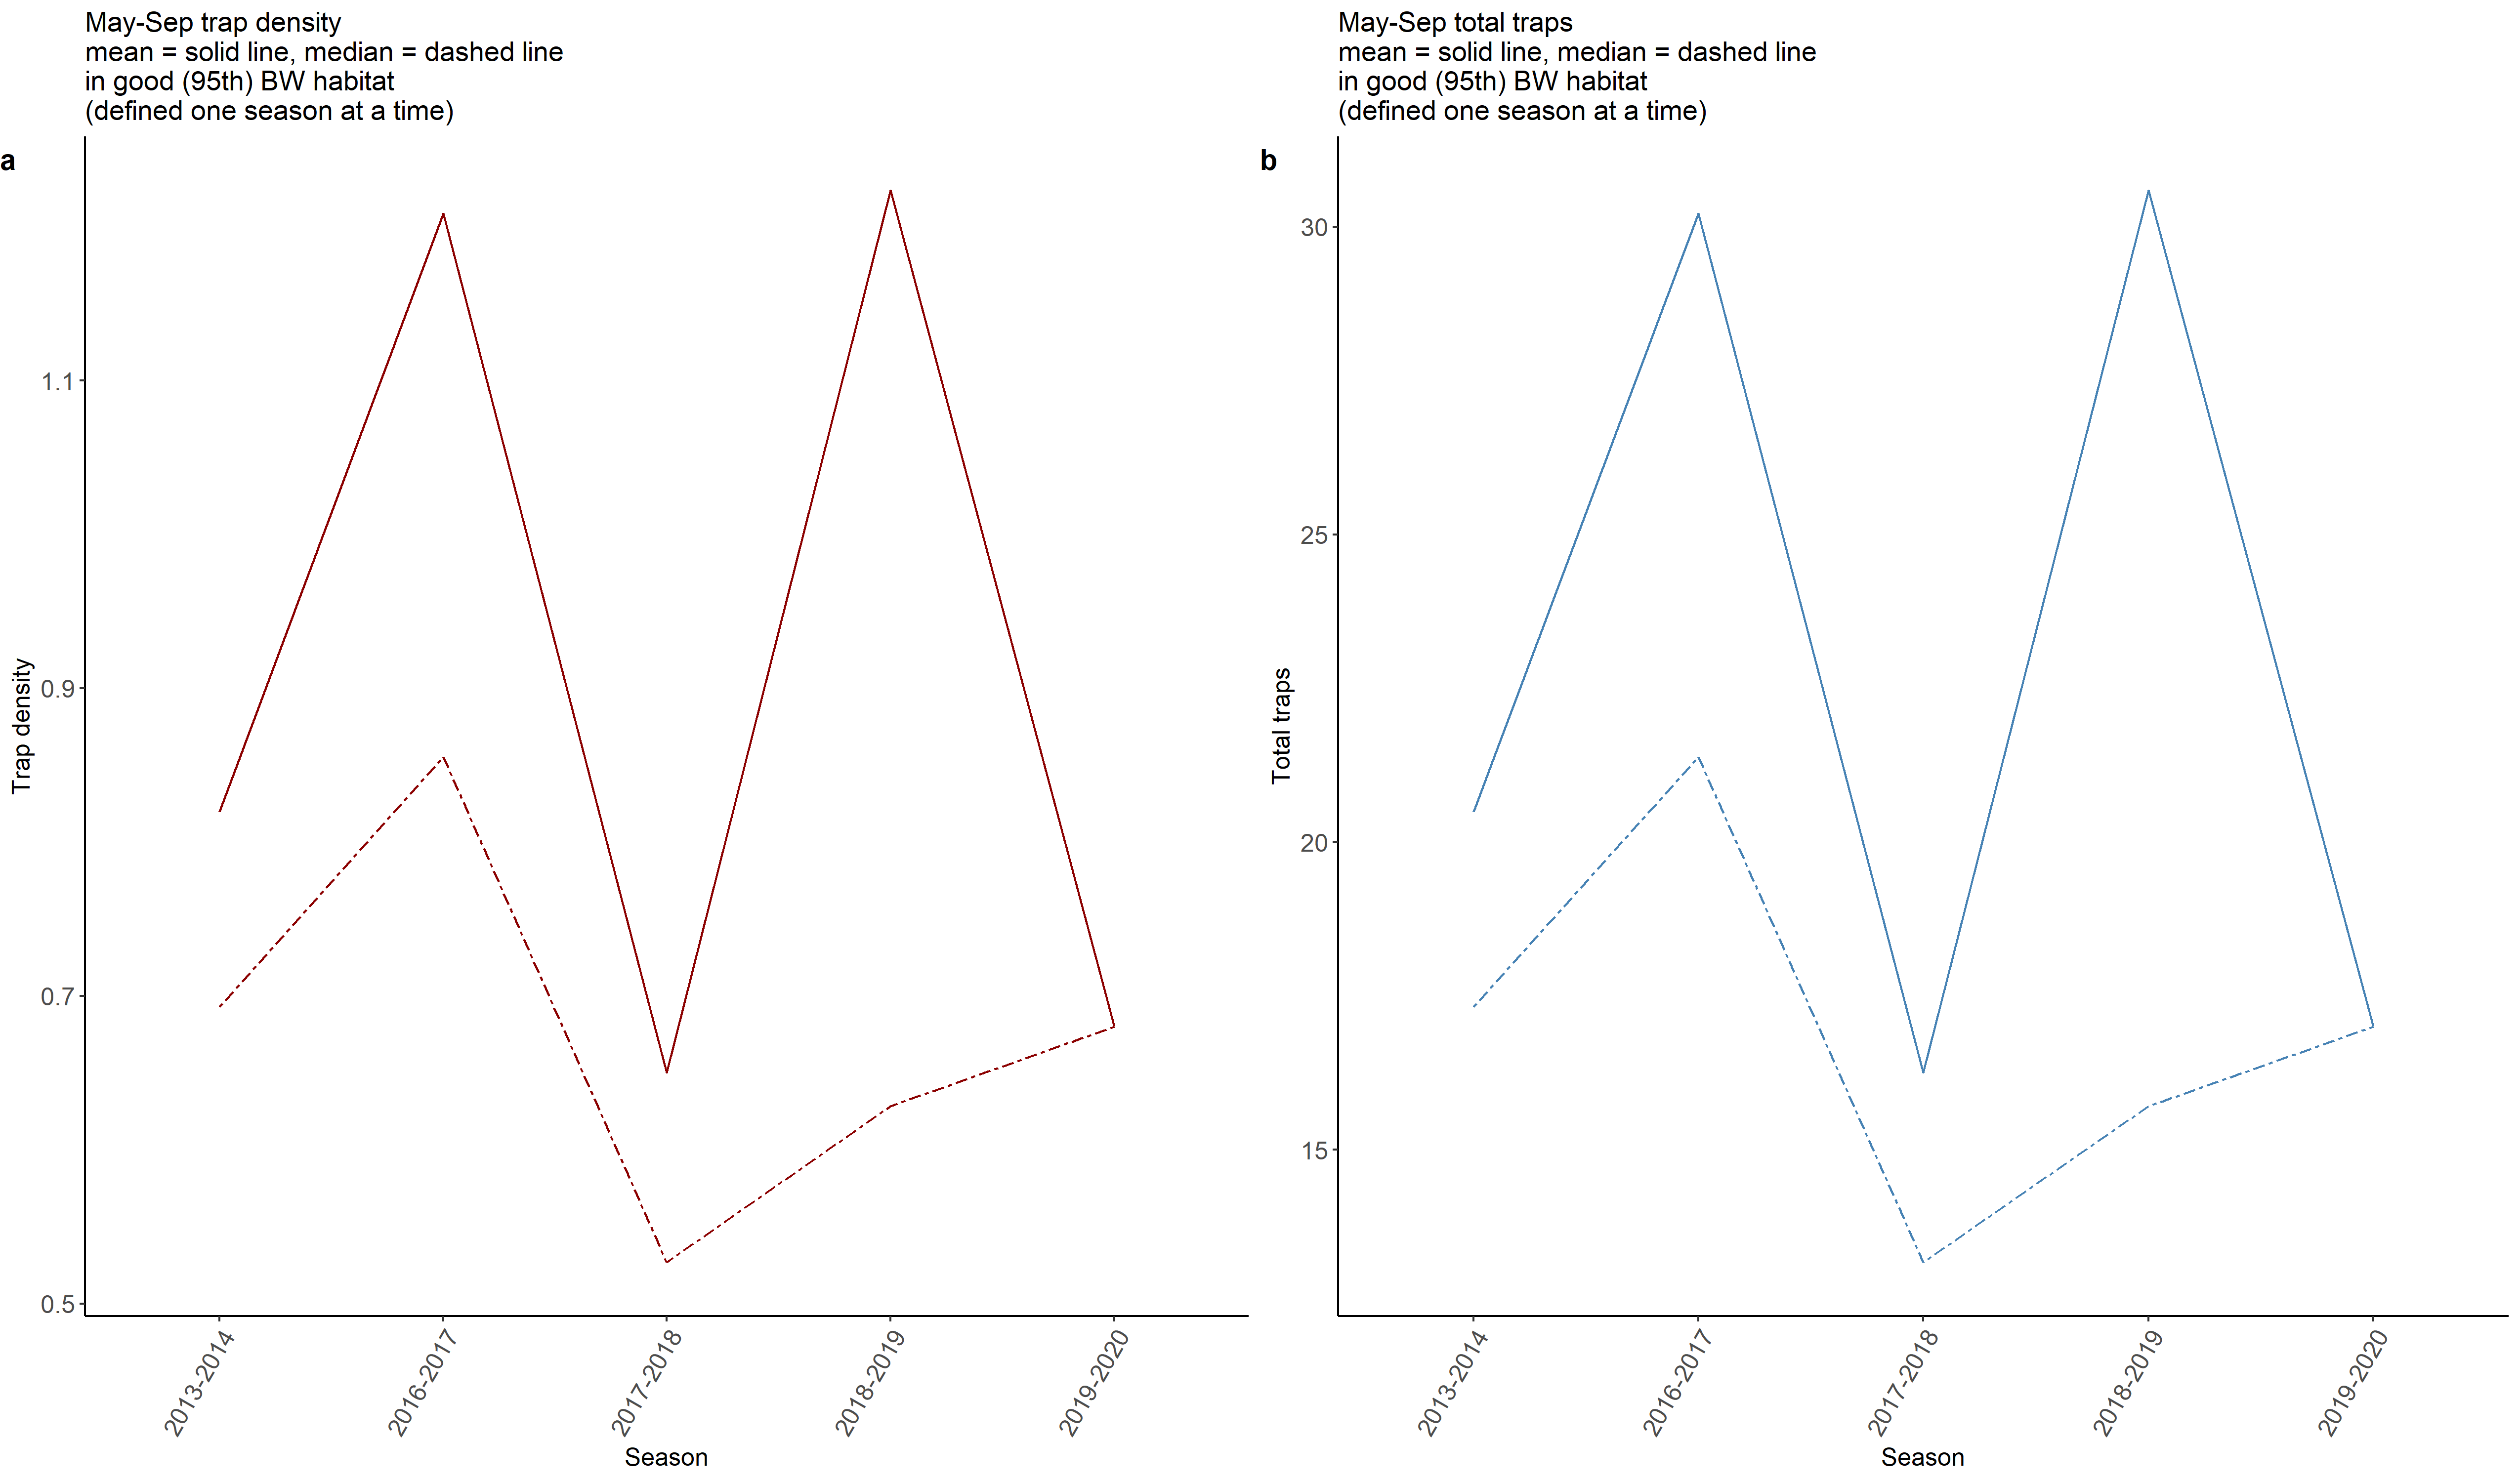 May-Sep trap density
mean = solid line, median = dashed line
in good (95th) BW habitat
(defined one season at a time)
a
1.1
0.9
0.7
0.5
Trap density
2013-2014
2016-2017
2017-2018
2018-2019
2019-2020
Season
May-Sep total traps
mean = solid line, median = dashed line
in good (95th) BW habitat
(defined one season at a time)
b
30
25
20
15
Total traps
2013-2014
2016-2017
2017-2018
2018-2019
2019-2020
Season